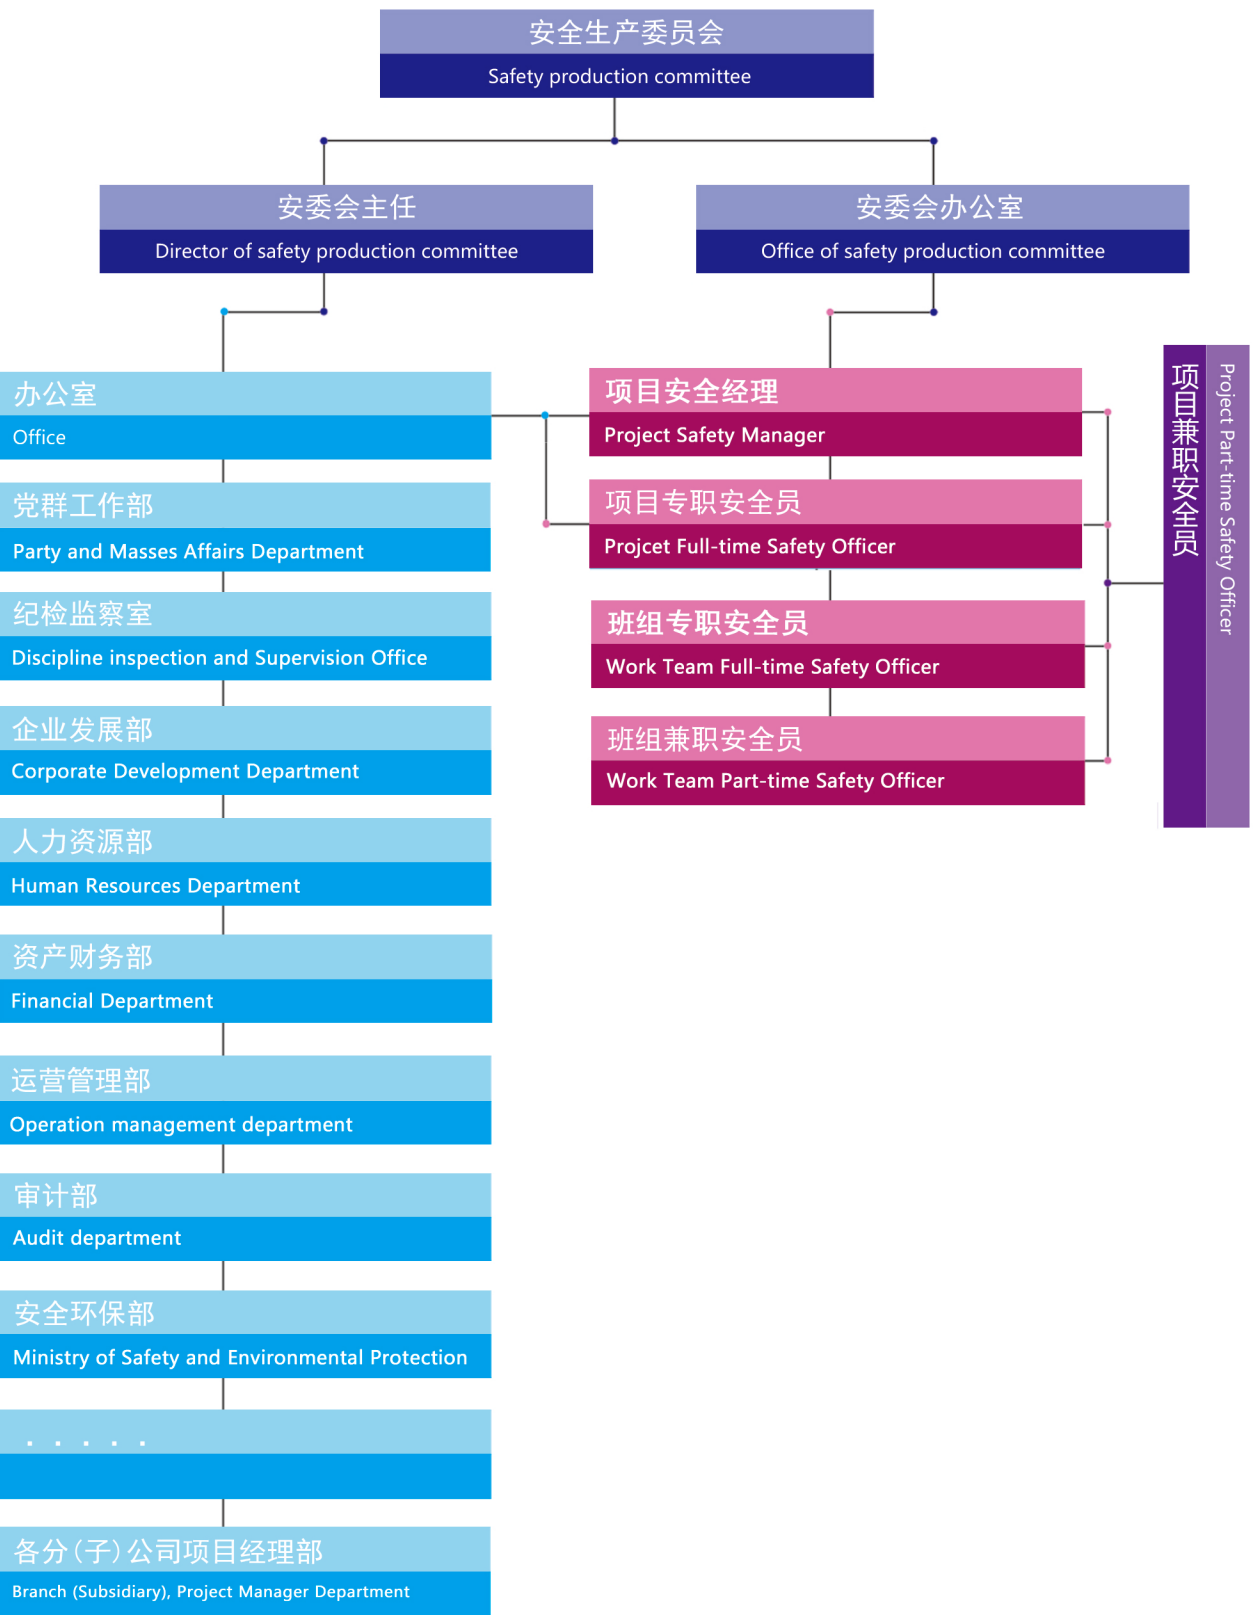 安全生产委员会
Safety production committee
安委会主任
Director of safety production committee
安委会办公室
Office of safety production committee
办公室
Office
党群工作部
Party and Masses Affairs Department
纪检监察室
Discipline inspection and Supervision Office
企业发展部
Corporate Development Department
人力资源部
Human Resources Department
资产财务部
Financial Department
运营管理部
Operation management department
审计部
Audit department
安全环保部
Ministry of Safety and Environmental Protection
. . . . .
各分(子)公司项目经理部
Branch (Subsidiary), Project Manager Department
项目安全经理
Project Safety Manager
项目专职安全员
Projcet Full-time Safety Officer
班组专职安全员
Work Team Full-time Safety Officer
班组兼职安全员
Work Team Part-time Safety Officer
项目兼职安全员
Project Part-time Safety Officer